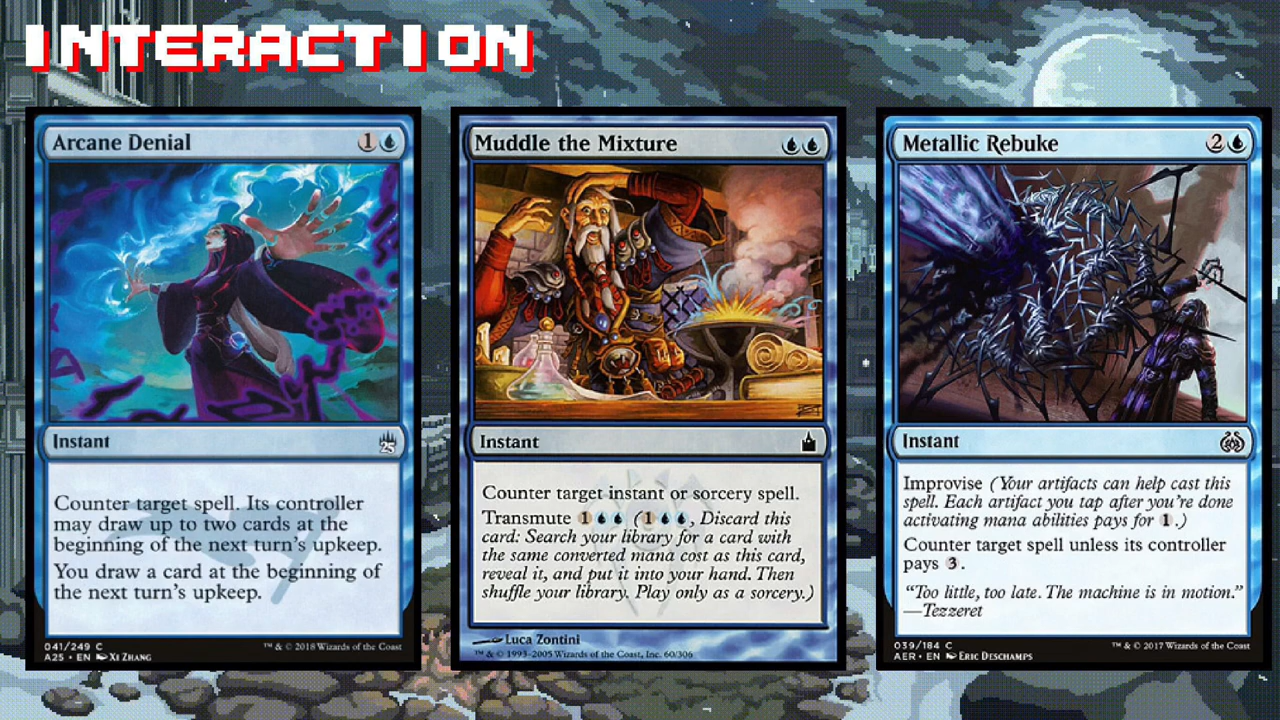 INTERACTION
Arcane Denial 1
Instant
25
Counter target spell. Its controller
may draw up to two cards at the
beginning of the next turn's upkeep.
You draw a card at the beginning of
the next turn's upkeep.
041/249 C
A25 • EN Xi Zhang
™ & © 2018 Wizards of the Coast
Muddle the Mixture
Instant
Counter target instant or sorcery spell.
Transmute 1 (1, Discard this
card: Search your library for a card with
the same converted mana cost as this card,
reveal it, and put it into your hand. Then
shuffle your library. Play only as a sorcery.)
Luca Zontini
™ & © 1993–2005 Wizards of the Coast, Inc. 60/306
Metallic Rebuke 2
Instant
Improvise (Your artifacts can help cast this
spell. Each artifact you tap after you're done
activating mana abilities pays for 1.)
Counter target spell unless its controller
pays 3.
"Too little, too late. The machine is in motion."
—Tezzeret
039/184 C
AER • EN Eric Deschamps
™ & © 2017 Wizards of the Coast